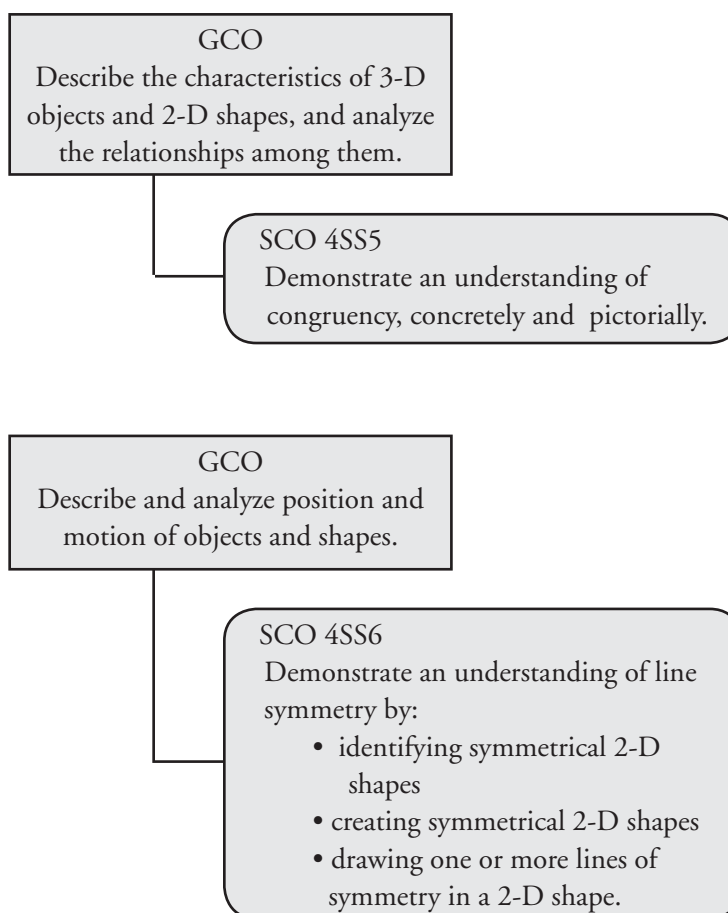 GCO
Describe the characteristics of 3-D
objects and 2-D shapes, and analyze
the relationships among them.
SCO 4SS5
Demonstrate an understanding of
congruency, concretely and pictorially.
GCO
Describe and analyze position and
motion of objects and shapes.
SCO 4SS6
Demonstrate an understanding of line
symmetry by:
• identifying symmetrical 2-D
shapes
• creating symmetrical 2-D shapes
• drawing one or more lines of
symmetry in a 2-D shape.